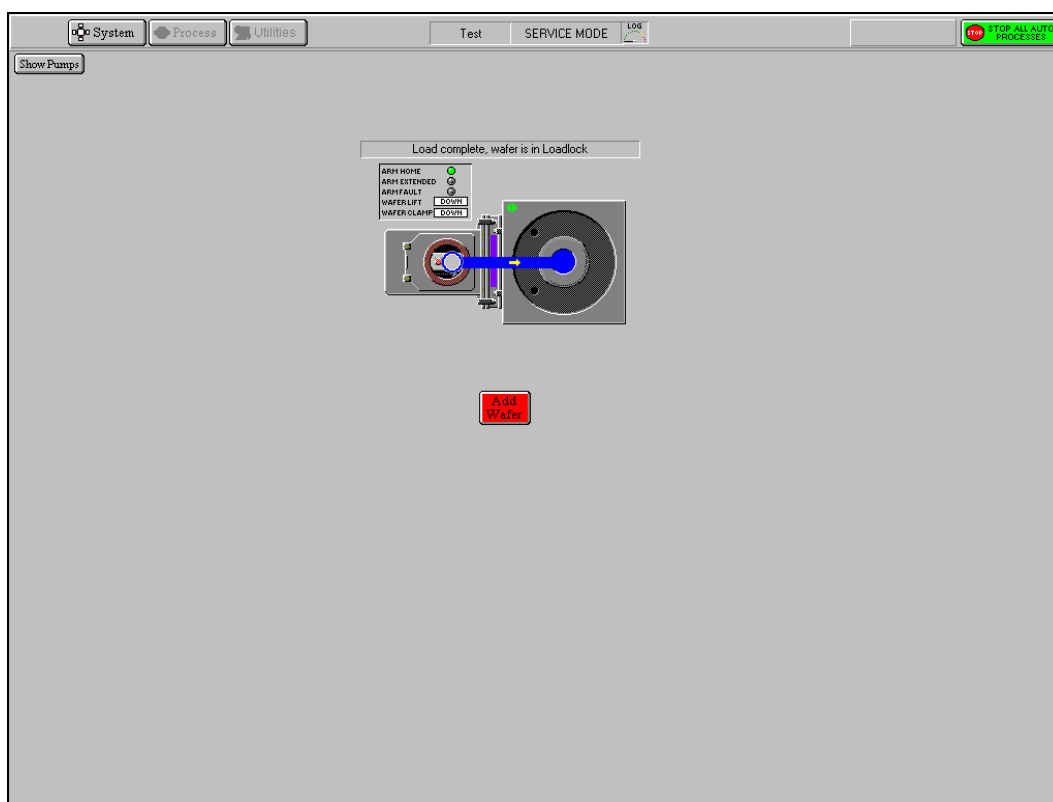 System
Process
Utilities
Test
SERVICE MODE
LOG
STOP
STOP ALL AUTO
PROCESSES
Show Pumps
Load complete, wafer is in Loadlock
ARM HOME
ARM EXTENDED
ARM FAULT
WAFER LIFT DOWN
WAFER CLAMP DOWN
Add
Wafer